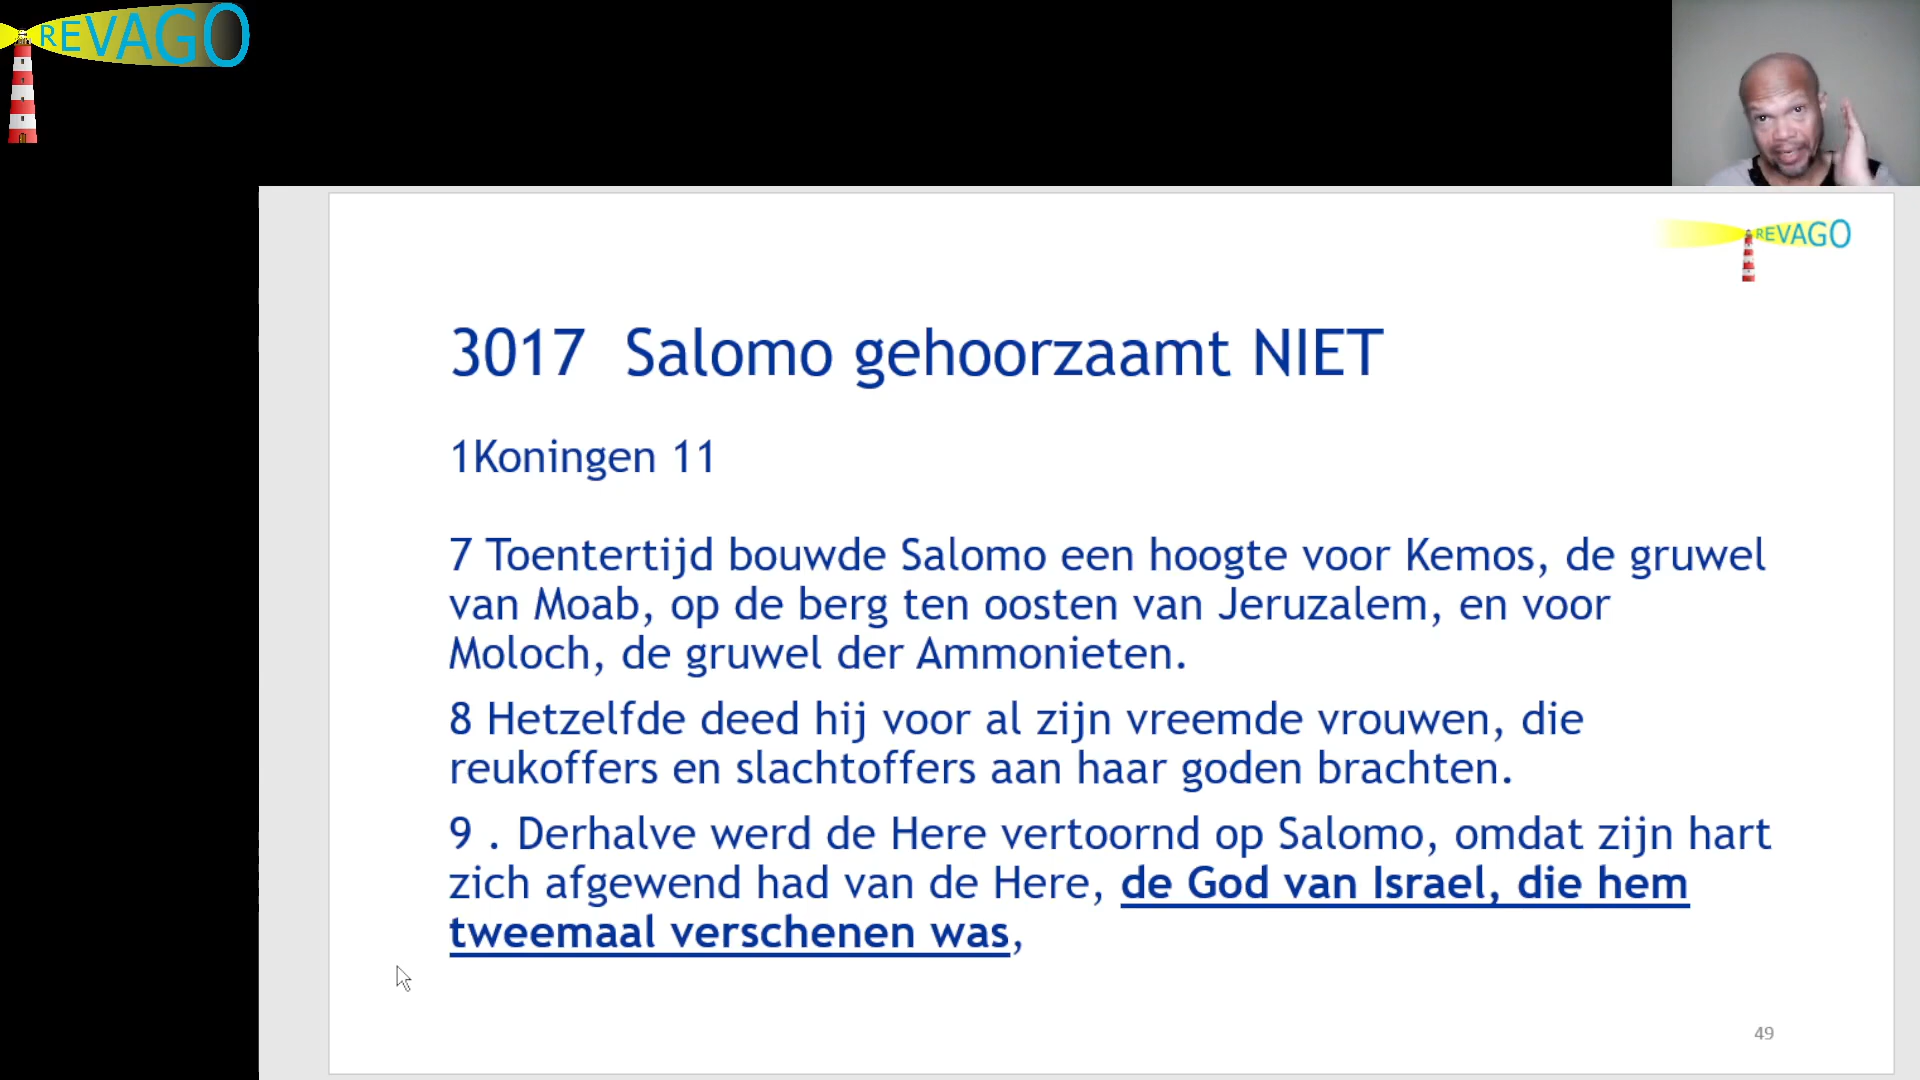 REVAGO
REVAGO
3017 Salomo gehoorzaamt NIET
1Koningen 11
7 Toentertijd bouwde Salomo een hoogte voor Kemos, de gruwel
van Moab, op de berg ten oosten van Jeruzalem, en voor
Moloch, de gruwel der Ammonieten.
8 Hetzelfde deed hij voor al zijn vreemde vrouwen, die
reukoffers en slachtoffers aan haar goden brachten.
9 . Derhalve werd de Here vertoornd op Salomo, omdat zijn hart
zich afgewend had van de Here, de God van Israel, die hem
tweemaal verschenen was,
49